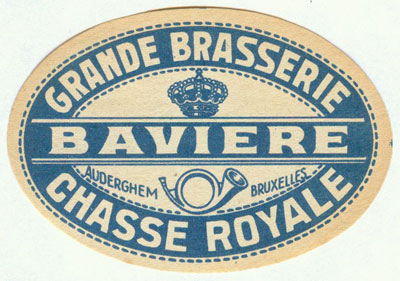 GRANDE BRASSERIE
BAVIERE
AUDERGHEM BRUXELLES
CHASSE ROYALE